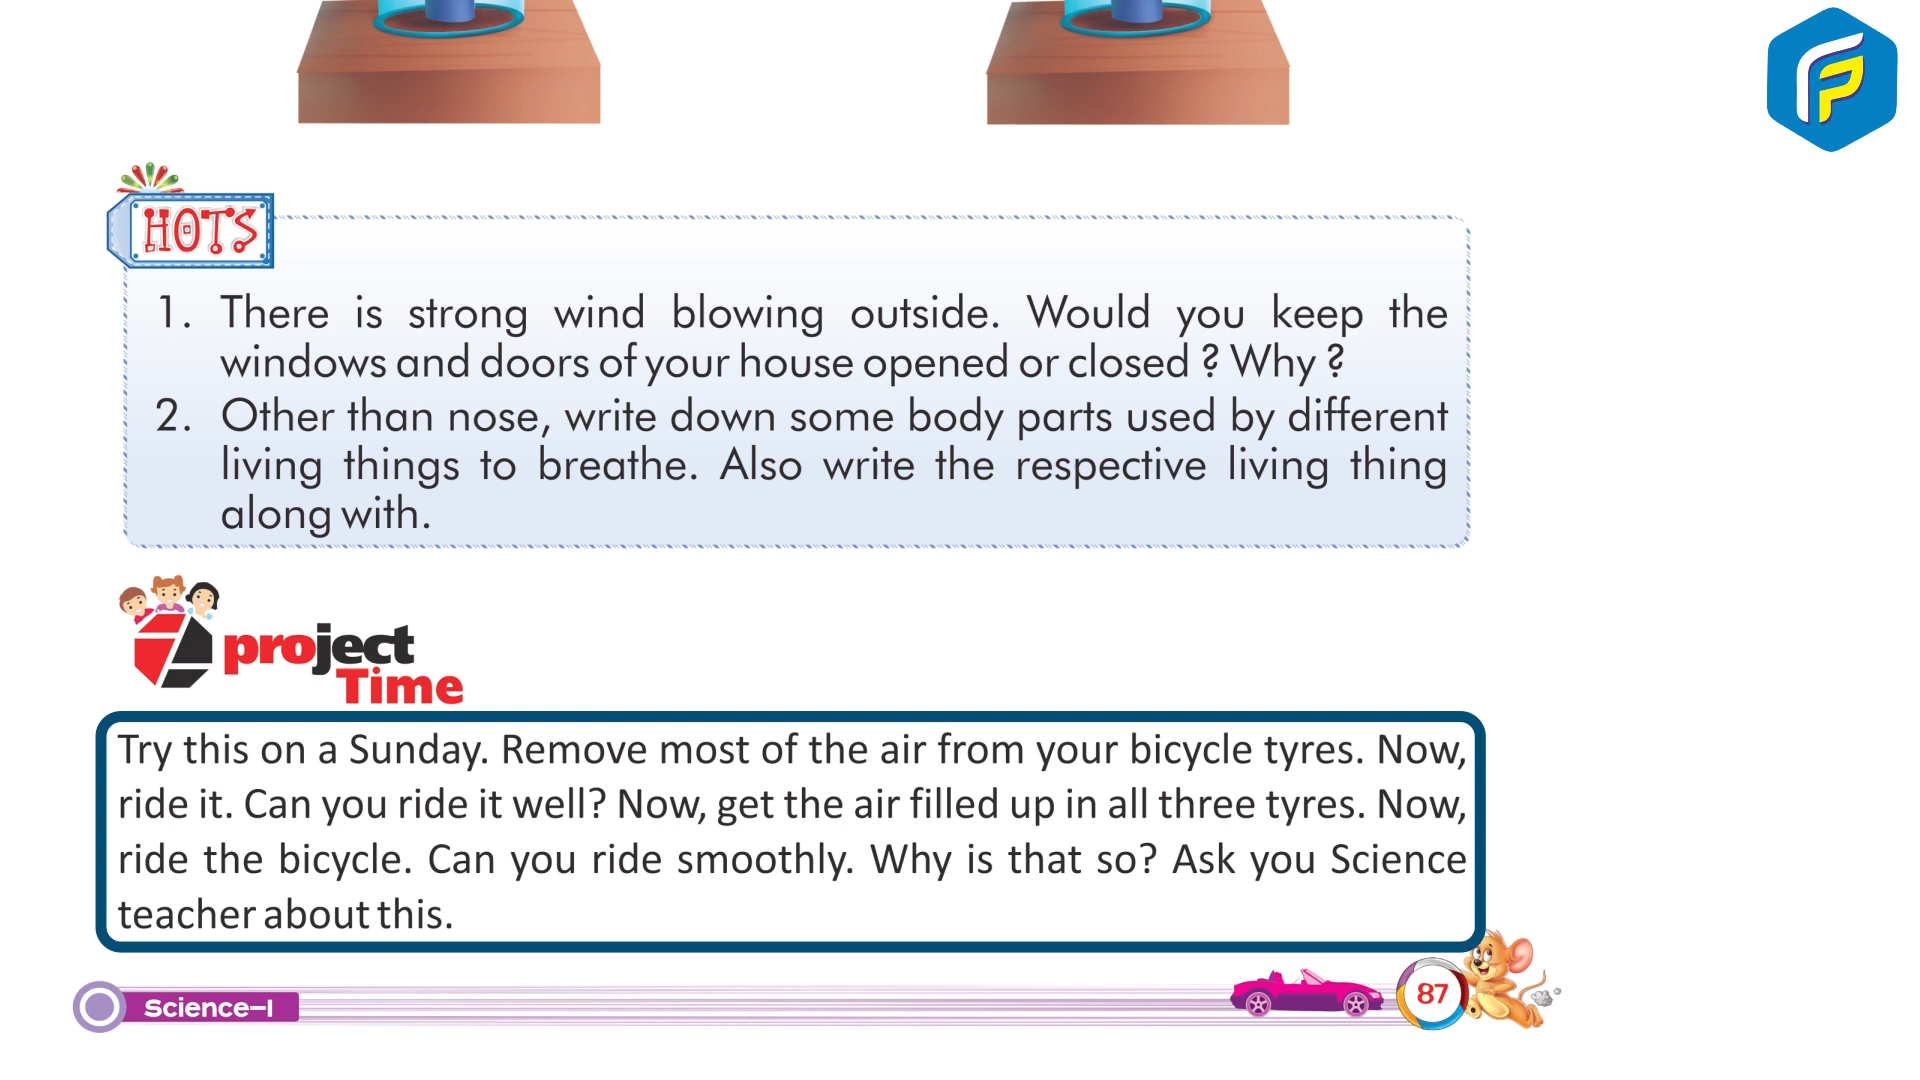 HOTS
1. There is strong wind blowing outside. Would you keep the
windows and doors of your house opened or closed ? Why ?
2. Other than nose, write down some body parts used by different
living things to breathe. Also write the respective living thing
along with.
project
Time
Try this on a Sunday. Remove most of the air from your bicycle tyres. Now,
ride it. Can you ride it well? Now, get the air filled up in all three tyres. Now,
ride the bicycle. Can you ride smoothly. Why is that so? Ask you Science
teacher about this.
Science–I
87